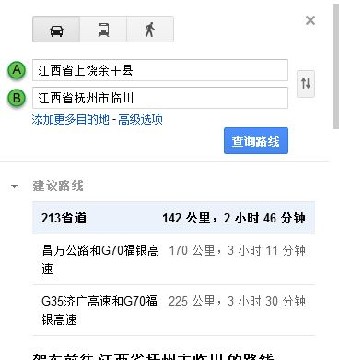 A 江西省上饶余干县
B 江西省抚州市临川
添加更多目的地 - 高级选项
查询路线
建议路线
213省道 142 公里，2 小时 46 分钟
昌万公路和G70福银高速 170 公里，3 小时 11 分钟
G35济广高速和G70福银高速 225 公里，3 小时 30 分钟
驾车前往 江西省抚州市临川 的路线